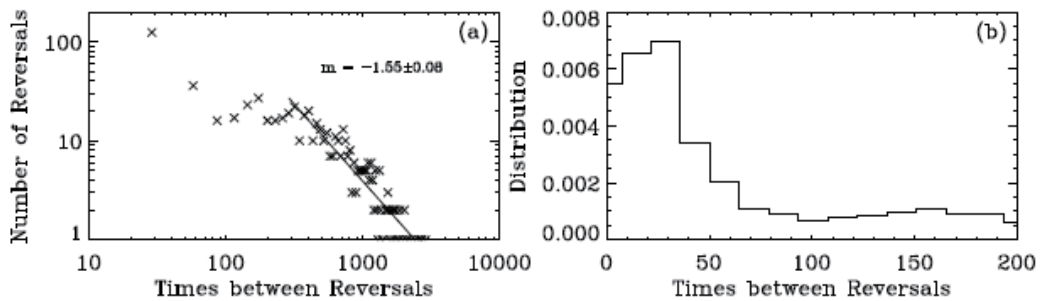 (a)
m = −1.55±0.08
Number of Reversals
100
10
1
10
100
1000
10000
Times between Reversals
(b)
Distribution
0.008
0.006
0.004
0.002
0.000
0
50
100
150
200
Times between Reversals